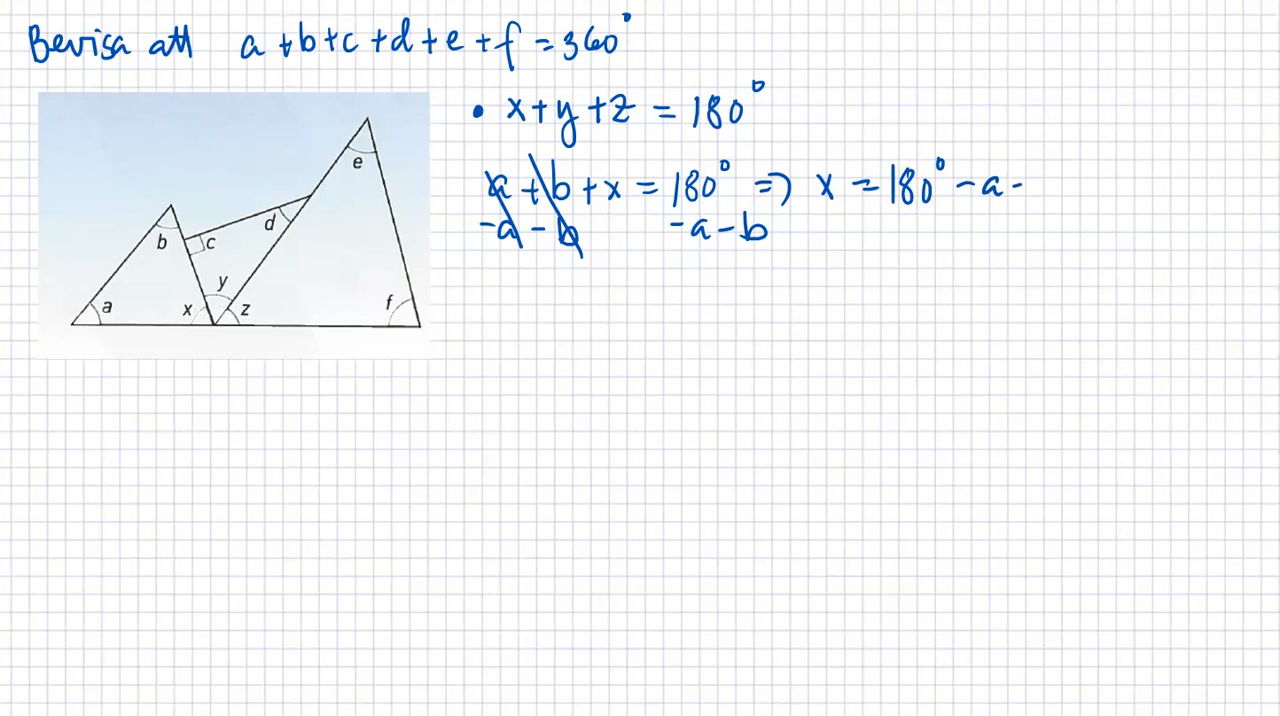 Bevisa att a+b+c+d+e+f=360°
• x+y+z=180°
a+b+x=180° => x=180°-a-
-a-b -a-b
e
d
b c
y
a x z f